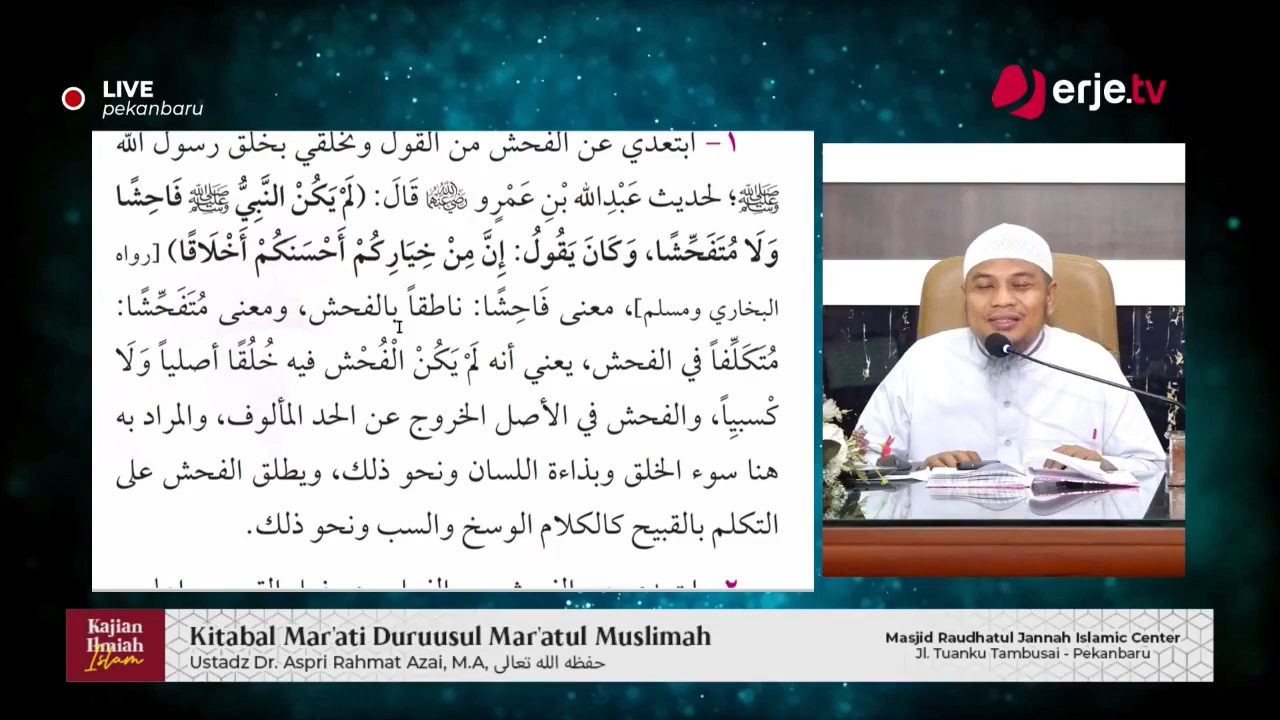 LIVE
pekanbaru
erje.tv
١- ابتعدي عن الفحش من القول وتخلقي بخلق رسول الله
ﷺ؛ لحديث عَبْدِالله بْنِ عَمْرٍو رضي الله عنهما قَالَ: (لَمْ يَكُنْ النَّبِيُّ ﷺ فَاحِشًا
وَلَا مُتَفَحِّشًا، وَكَانَ يَقُولُ: إِنَّ مِنْ خِيَارِكُمْ أَحْسَنَكُمْ أَخْلَاقًا) [رواه
البخاري ومسلم]، معنى فَاحِشًا: ناطقاً بالفحش، ومعنى مُتَفَحِّشًا:
مُتَكَلِّفاً في الفحش، يعني أنه لَمْ يَكُنْ الْفُحْش فيه خُلُقًا أصلياً وَلَا
كْسبيِاً، والفحش في الأصل الخروج عن الحد المألوف، والمراد به
هنا سوء الخلق وبذاءة اللسان ونحو ذلك، ويطلق الفحش على
التكلم بالقبيح كالكلام الوسخ والسب ونحو ذلك.
Kajian
Ilmiah
Islam
Kitabal Mar'ati Duruusul Mar'atul Muslimah
Ustadz Dr. Aspri Rahmat Azai, M.A, حفظه الله تعالى
Masjid Raudhatul Jannah Islamic Center
Jl. Tuanku Tambusai - Pekanbaru